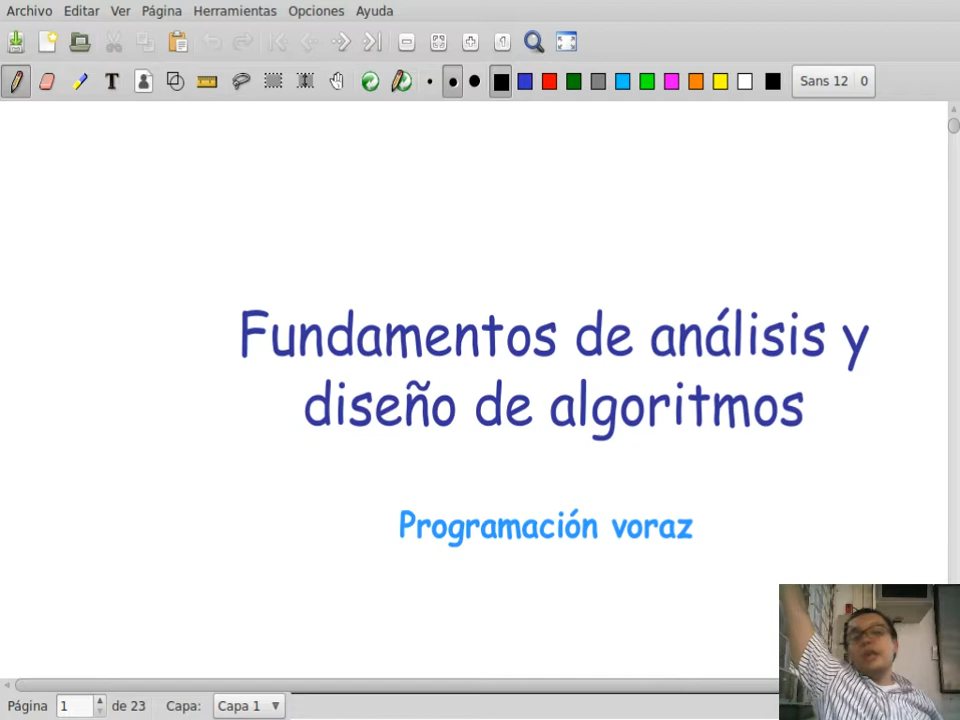 Archivo Editar Ver Página Herramientas Opciones Ayuda
T Sans 12 0
Fundamentos de análisis y
diseño de algoritmos
Programación voraz
Página 1 de 23 Capa: Capa 1